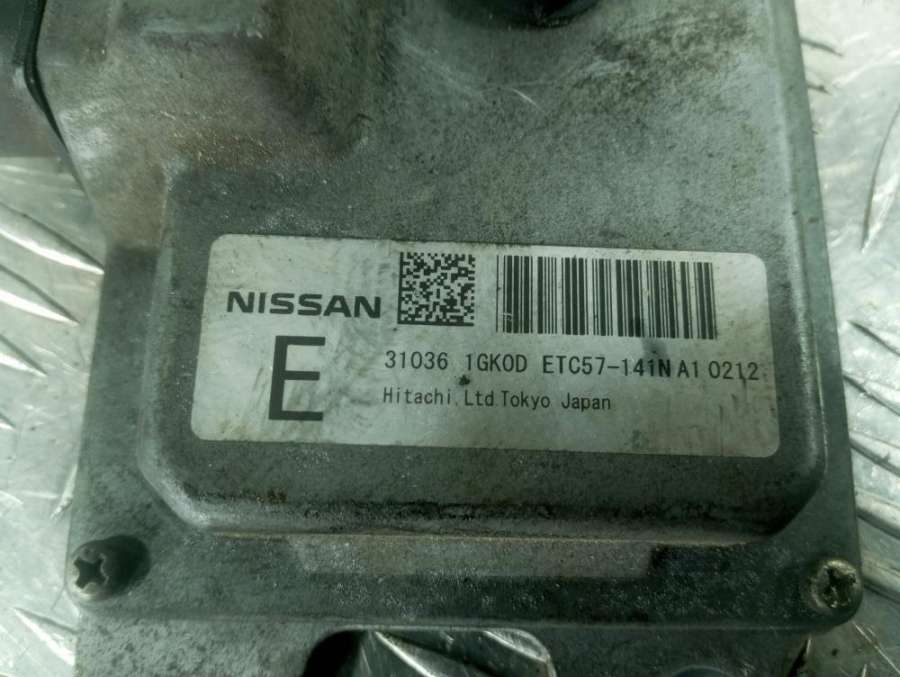 NISSAN
E
31036 1GK0D ETC57-141N A1 0212
Hitachi.Ltd.Tokyo Japan